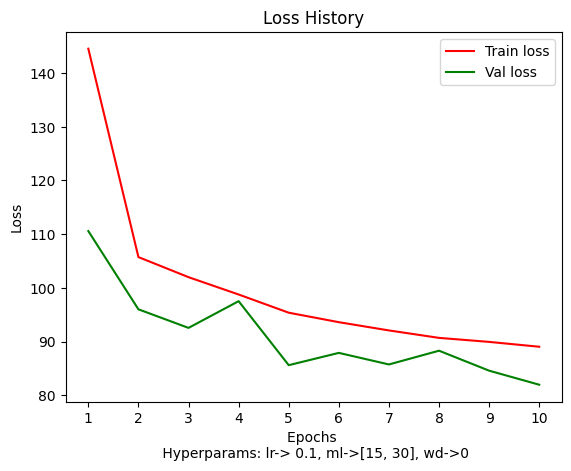 Loss History
Train loss
Val loss
140
130
120
110
100
90
80
Loss
1 2 3 4 5 6 7 8 9 10
Epochs
Hyperparams: lr-> 0.1, ml->[15, 30], wd->0